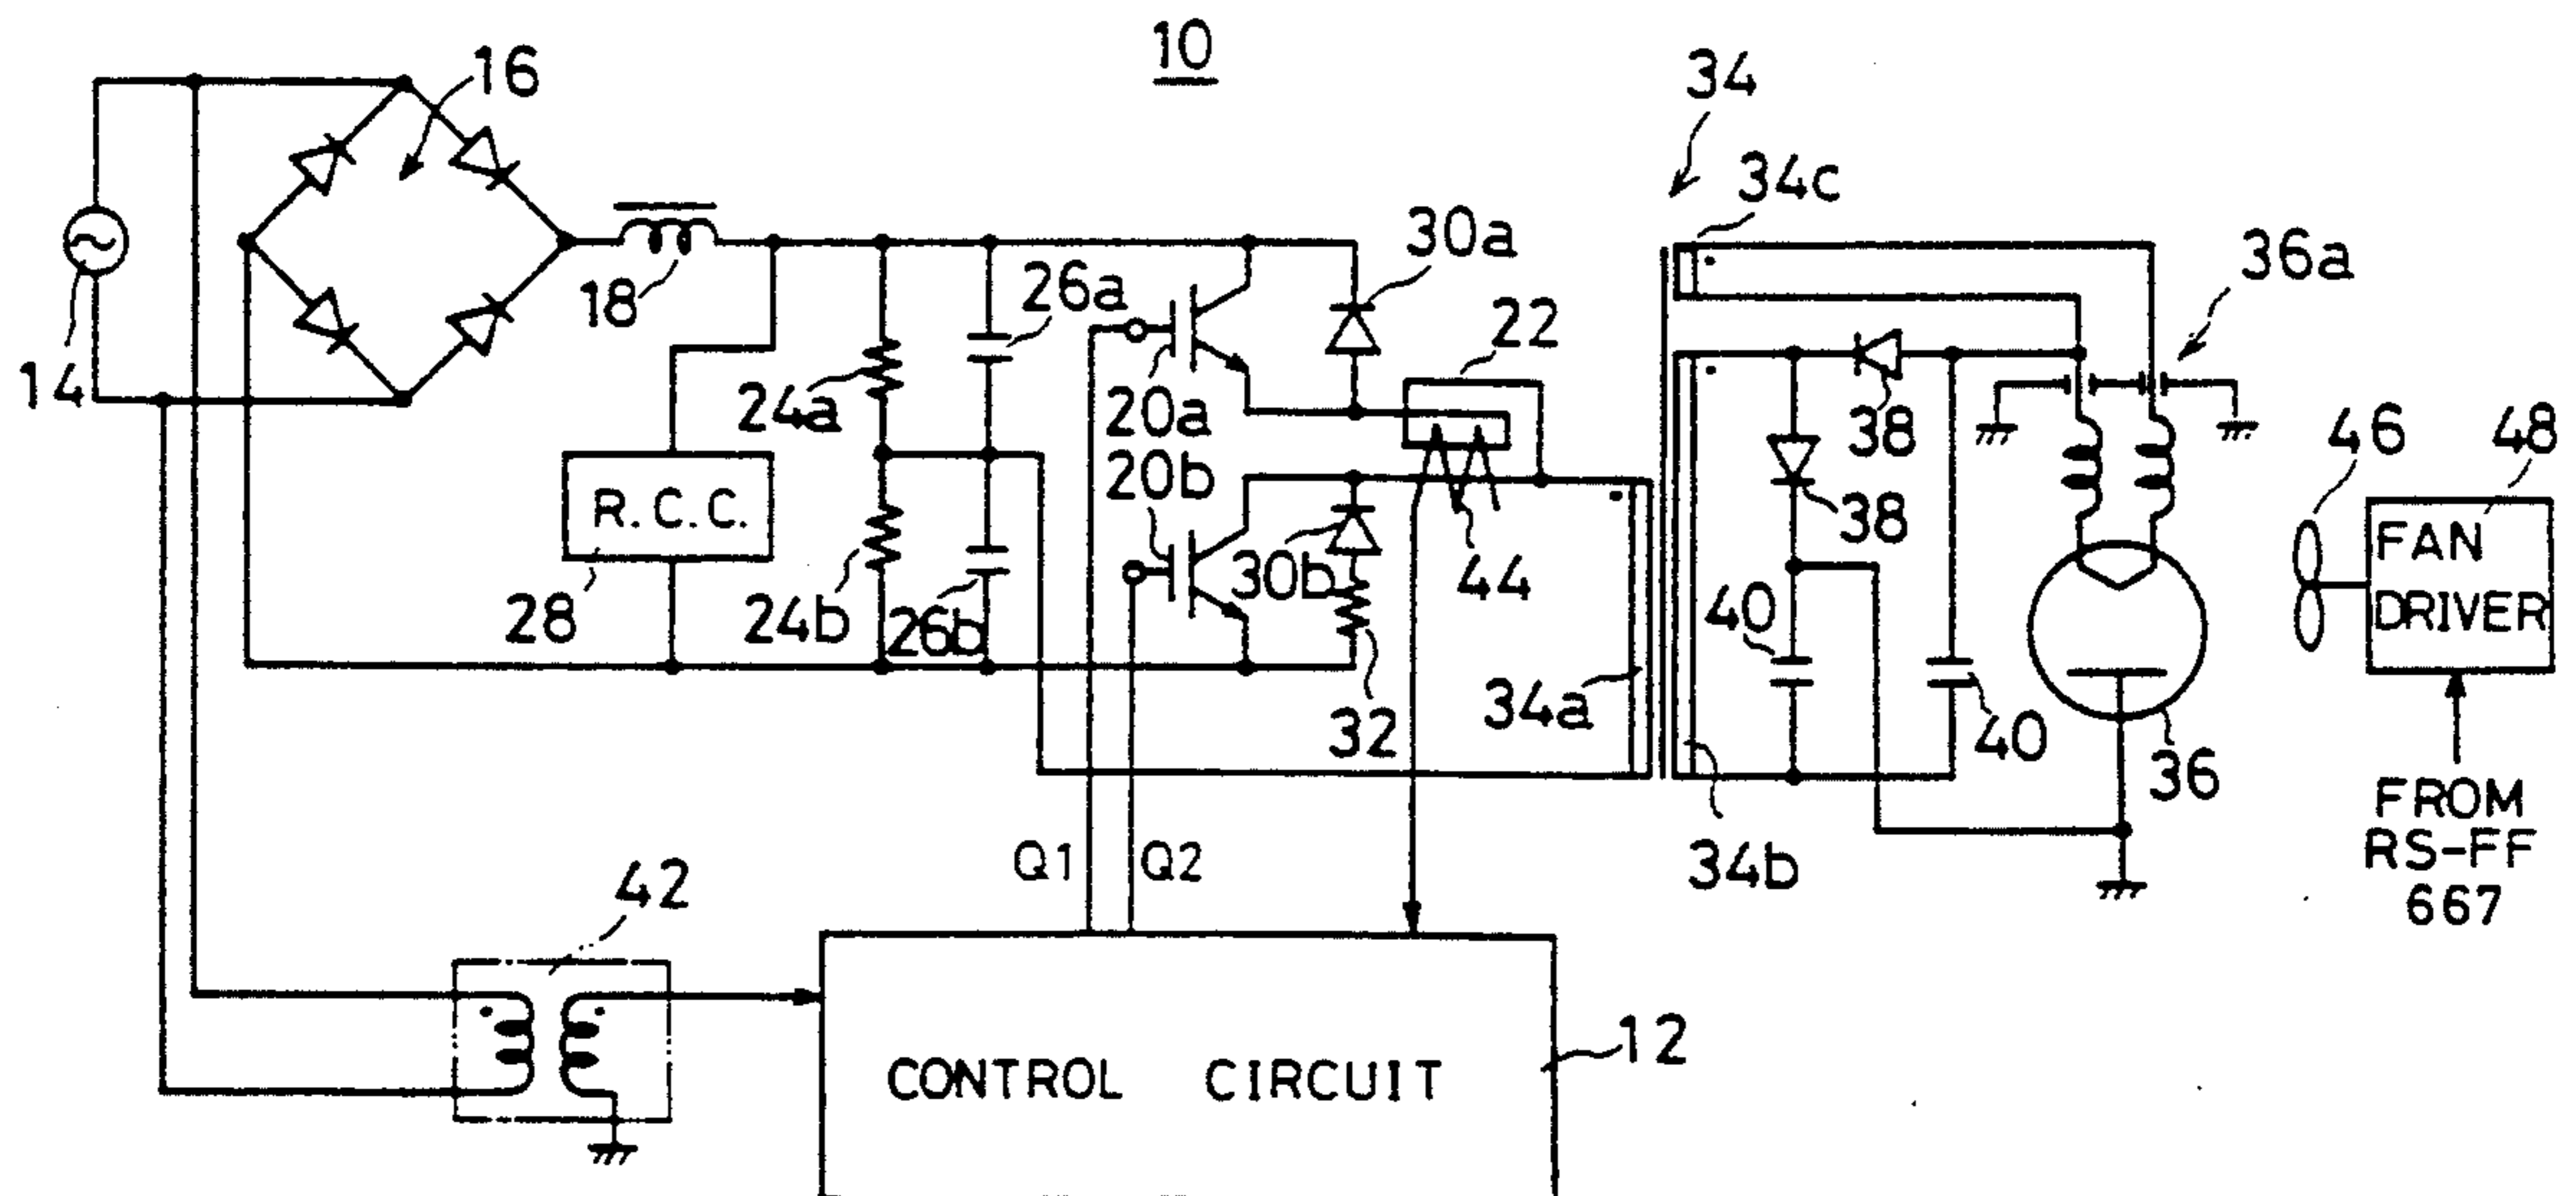 10
16
34
34c
30a
36a
18
26a
22
14
24a
20a
38
46
48
20b
38
FAN
DRIVER
R.C.C.
30b
44
28
24b
26b
40
32
34a
40
36
FROM
RS-FF
667
Q1
Q2
34b
42
12
CONTROL CIRCUIT